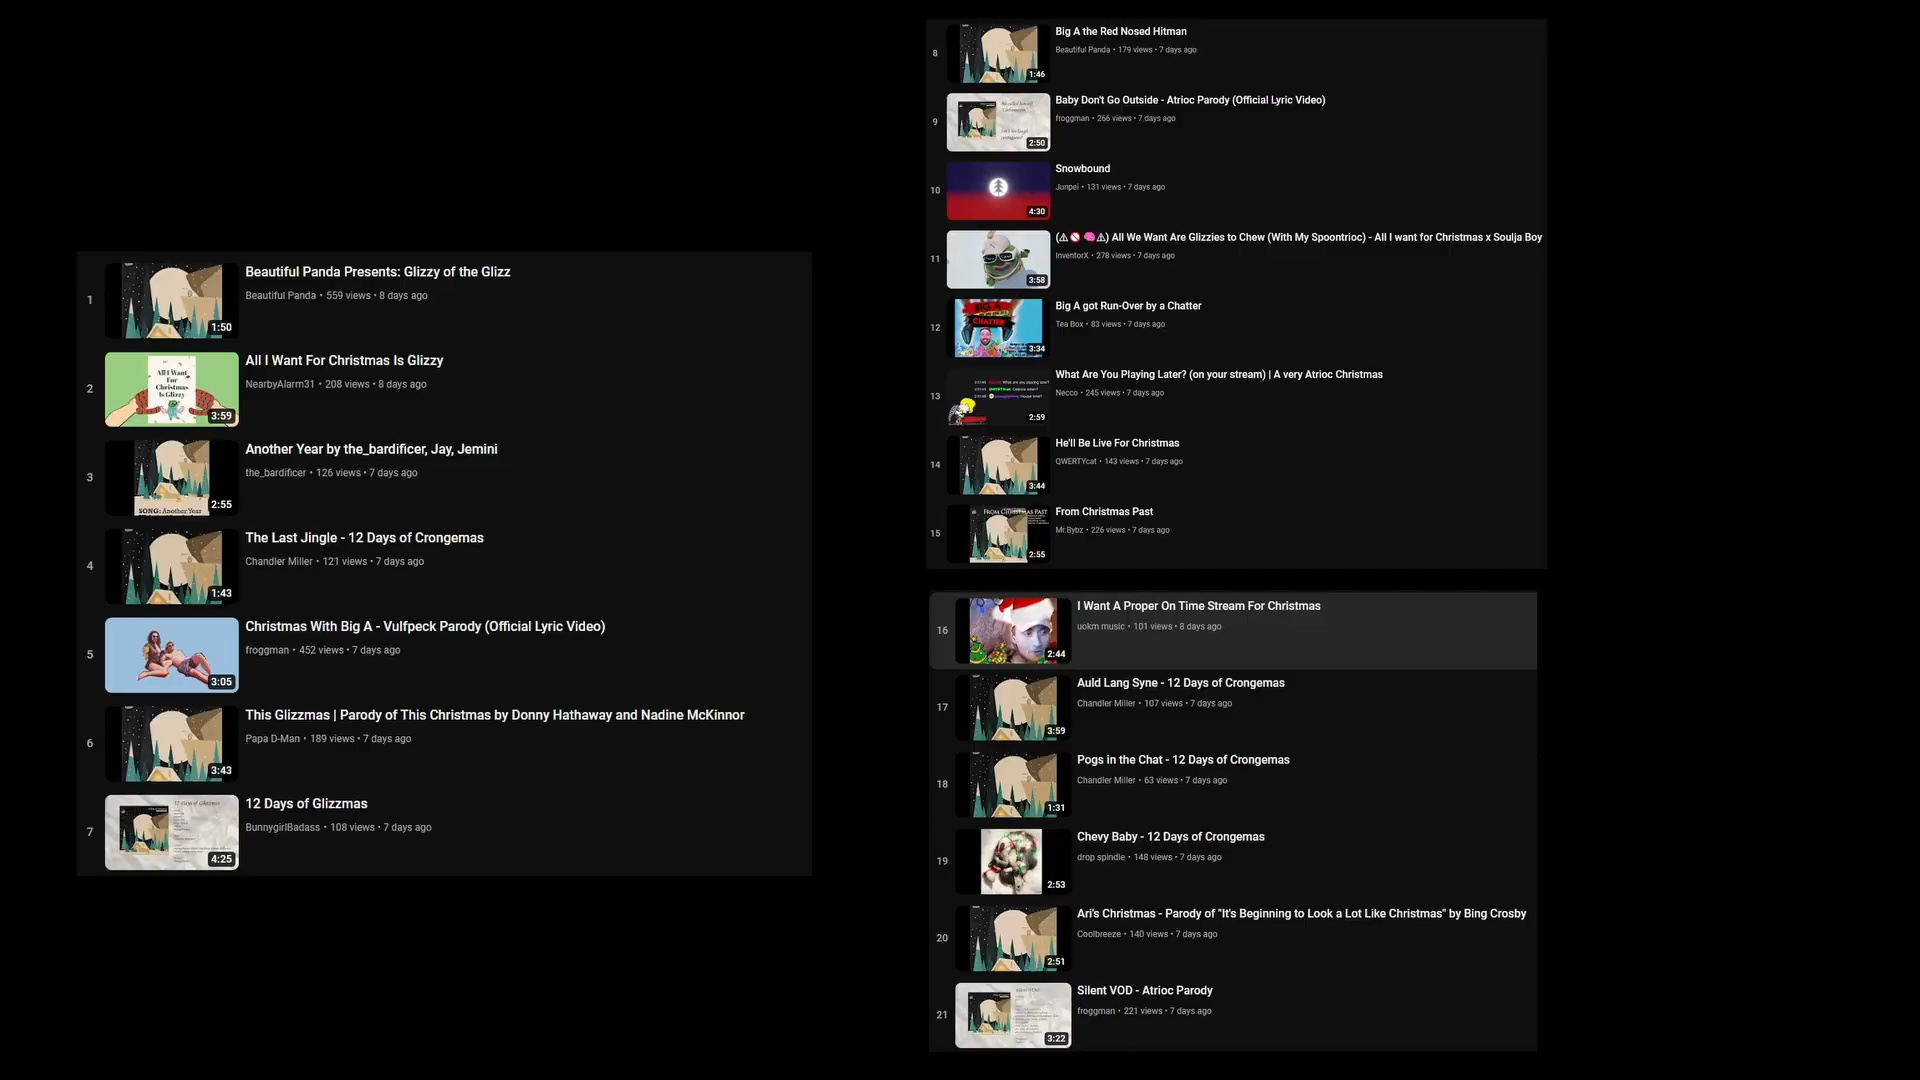 1
1:50
Beautiful Panda Presents: Glizzy of the Glizz
Beautiful Panda • 559 views • 8 days ago
2
All I Want
For
Christmas
Is Glizzy
3:59
All I Want For Christmas Is Glizzy
NearbyAlarm31 • 208 views • 8 days ago
3
SONG: Another Year
2:55
Another Year by the_bardificer, Jay, Jemini
the_bardificer • 126 views • 7 days ago
4
1:43
The Last Jingle - 12 Days of Crongemas
Chandler Miller • 121 views • 7 days ago
5
3:05
Christmas With Big A - Vulfpeck Parody (Official Lyric Video)
froggman • 452 views • 7 days ago
6
3:43
This Glizzmas | Parody of This Christmas by Donny Hathaway and Nadine McKinnor
Papa D-Man • 189 views • 7 days ago
7
12 Days of Glizzmas
4:25
12 Days of Glizzmas
BunnygirlBadass • 108 views • 7 days ago
8
1:46
Big A the Red Nosed Hitman
Beautiful Panda • 179 views • 7 days ago
9
2:50
Baby Don't Go Outside - Atrioc Parody (Official Lyric Video)
froggman • 266 views • 7 days ago
10
4:30
Snowbound
Junpei • 131 views • 7 days ago
11
3:58
(⚠🚫 🧠⚠) All We Want Are Glizzies to Chew (With My Spoontrioc) - All I want for Christmas x Soulja Boy
InventorX • 278 views • 7 days ago
12
BIG A
CHATTER
3:34
Big A got Run-Over by a Chatter
Tea Box • 83 views • 7 days ago
13
2:59
What Are You Playing Later? (on your stream) | A very Atrioc Christmas
Necco • 245 views • 7 days ago
14
3:44
He'll Be Live For Christmas
QWERTYcat • 143 views • 7 days ago
15
FROM CHRISTMAS PAST
2:55
From Christmas Past
Mr.Bybz • 226 views • 7 days ago
16
2:44
I Want A Proper On Time Stream For Christmas
uokm music • 101 views • 8 days ago
17
3:59
Auld Lang Syne - 12 Days of Crongemas
Chandler Miller • 107 views • 7 days ago
18
1:31
Pogs in the Chat - 12 Days of Crongemas
Chandler Miller • 63 views • 7 days ago
19
2:53
Chevy Baby - 12 Days of Crongemas
drop spindle • 148 views • 7 days ago
20
2:51
Ari's Christmas - Parody of "It's Beginning to Look a Lot Like Christmas" by Bing Crosby
Coolbreeze • 140 views • 7 days ago
21
3:22
Silent VOD - Atrioc Parody
froggman • 221 views • 7 days ago